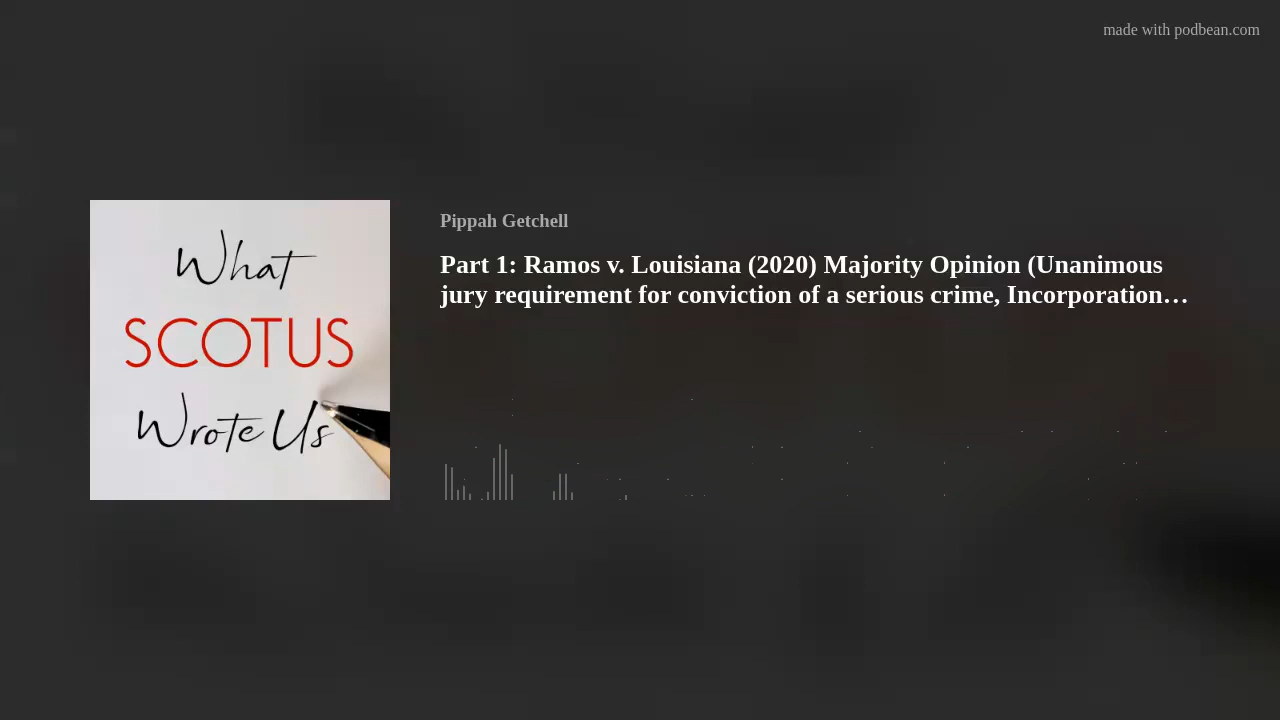 made with podbean.com
What
SCOTUS
Wrote Us
Pippah Getchell
Part 1: Ramos v. Louisiana (2020) Majority Opinion (Unanimous
jury requirement for conviction of a serious crime, Incorporation…